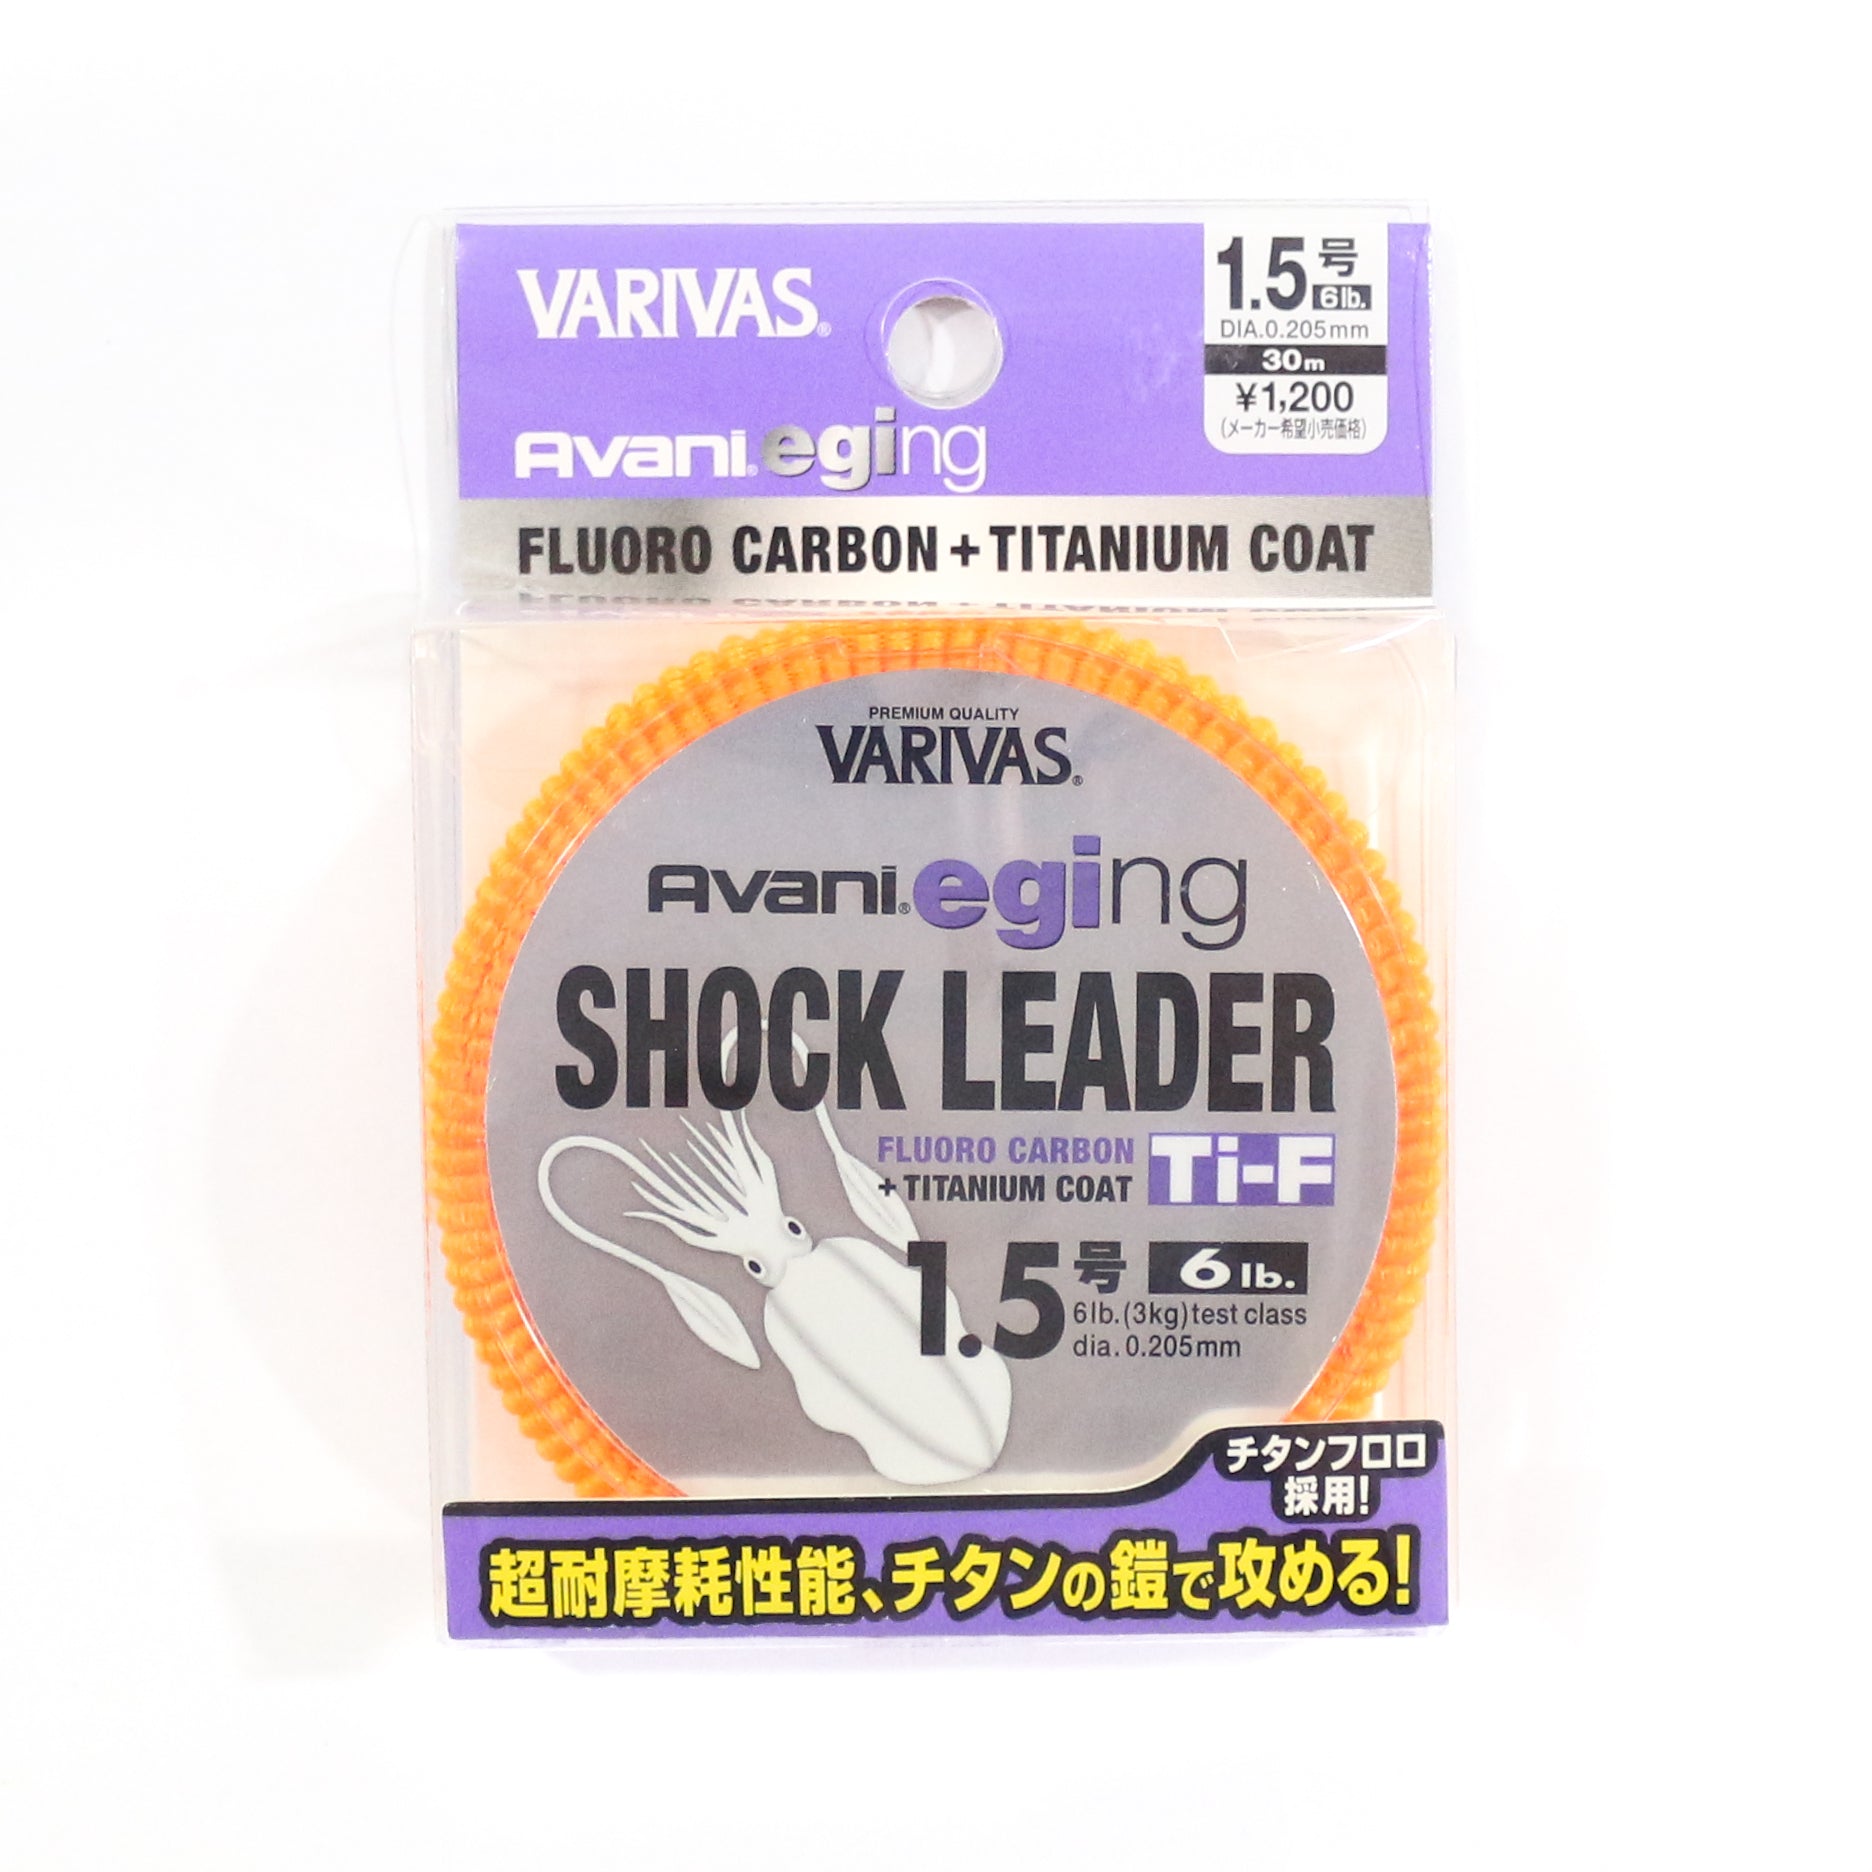 VARIVAS®
1.5号
6lb.
DIA.0.205mm
30m
¥1,200
(メーカー希望小売価格)
Avani® eging
FLUORO CARBON + TITANIUM COAT
PREMIUM QUALITY
VARIVAS®
Avani® eging
SHOCK LEADER
FLUORO CARBON
+ TITANIUM COAT
Ti-F
1.5号 6lb.
6lb.(3kg)test class
dia. 0.205mm
チタンフロロ
採用!
超耐摩耗性能、チタンの鎧で攻める!